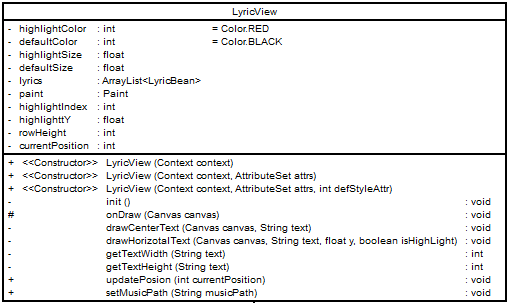 LyricView
- highlightColor : int = Color.RED
- defaultColor : int = Color.BLACK
- highlightSize : float
- defaultSize : float
- lyrics : ArrayList<LyricBean>
- paint : Paint
- highlightIndex : int
- highlighttY : float
- rowHeight : int
- currentPosition : int
+ <<Constructor>> LyricView (Context context)
+ <<Constructor>> LyricView (Context context, AttributeSet attrs)
+ <<Constructor>> LyricView (Context context, AttributeSet attrs, int defStyleAttr)
- init () : void
# onDraw (Canvas canvas) : void
- drawCenterText (Canvas canvas, String text) : void
- drawHorizotalText (Canvas canvas, String text, float y, boolean isHighLight) : void
- getTextWidth (String text) : int
- getTextHeight (String text) : int
+ updatePosion (int currentPosition) : void
+ setMusicPath (String musicPath) : void